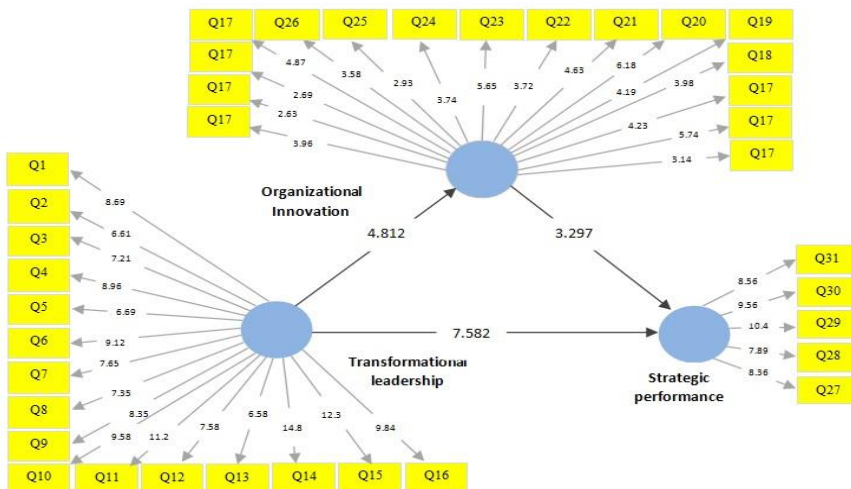 Q17 Q26 Q25 Q24 Q23 Q22 Q21 Q20 Q19
Q17
Q17
Q17
Q18
Q17
Q17
Q17
4.87
3.58
2.93
3.74
5.65
3.72
4.63
6.18
4.19
3.98
2.69
2.63
3.96
4.23
5.74
3.14
Organizational
Innovation
4.812
3.297
Q1
Q2
Q3
Q4
Q5
Q6
Q7
Q8
Q9
8.69
6.61
7.21
8.96
6.69
9.12
7.65
7.35
8.35
9.58
11.2
7.58
6.58
14.8
12.3
9.84
7.582
Transformational
leadership
Q31
Q30
Q29
Q28
Q27
8.56
9.56
10.4
7.89
8.36
Strategic
performance
Q10 Q11 Q12 Q13 Q14 Q15 Q16